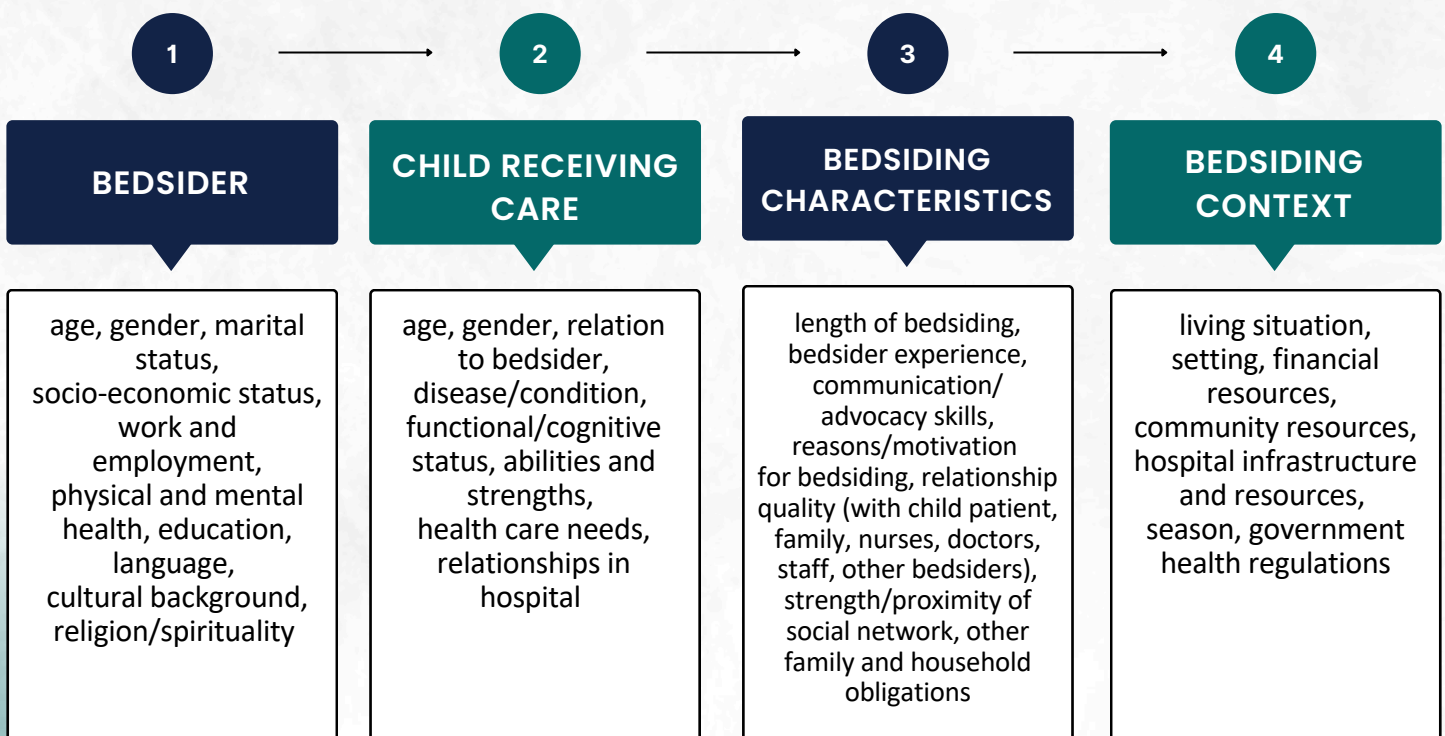 1
2
3
4
BEDSIDER
age, gender, marital
status,
socio-economic status,
work and
employment,
physical and mental
health, education,
language,
cultural background,
religion/spirituality
CHILD RECEIVING
CARE
age, gender, relation
to bedsider,
disease/condition,
functional/cognitive
status, abilities and
strengths,
health care needs,
relationships in
hospital
BEDSIDING
CHARACTERISTICS
length of bedsiding,
bedsider experience,
communication/
advocacy skills,
reasons/motivation
for bedsiding, relationship
quality (with child patient,
family, nurses, doctors,
staff, other bedsiders),
strength/proximity of
social network, other
family and household
obligations
BEDSIDING
CONTEXT
living situation,
setting, financial
resources,
community resources,
hospital infrastructure
and resources,
season, government
health regulations